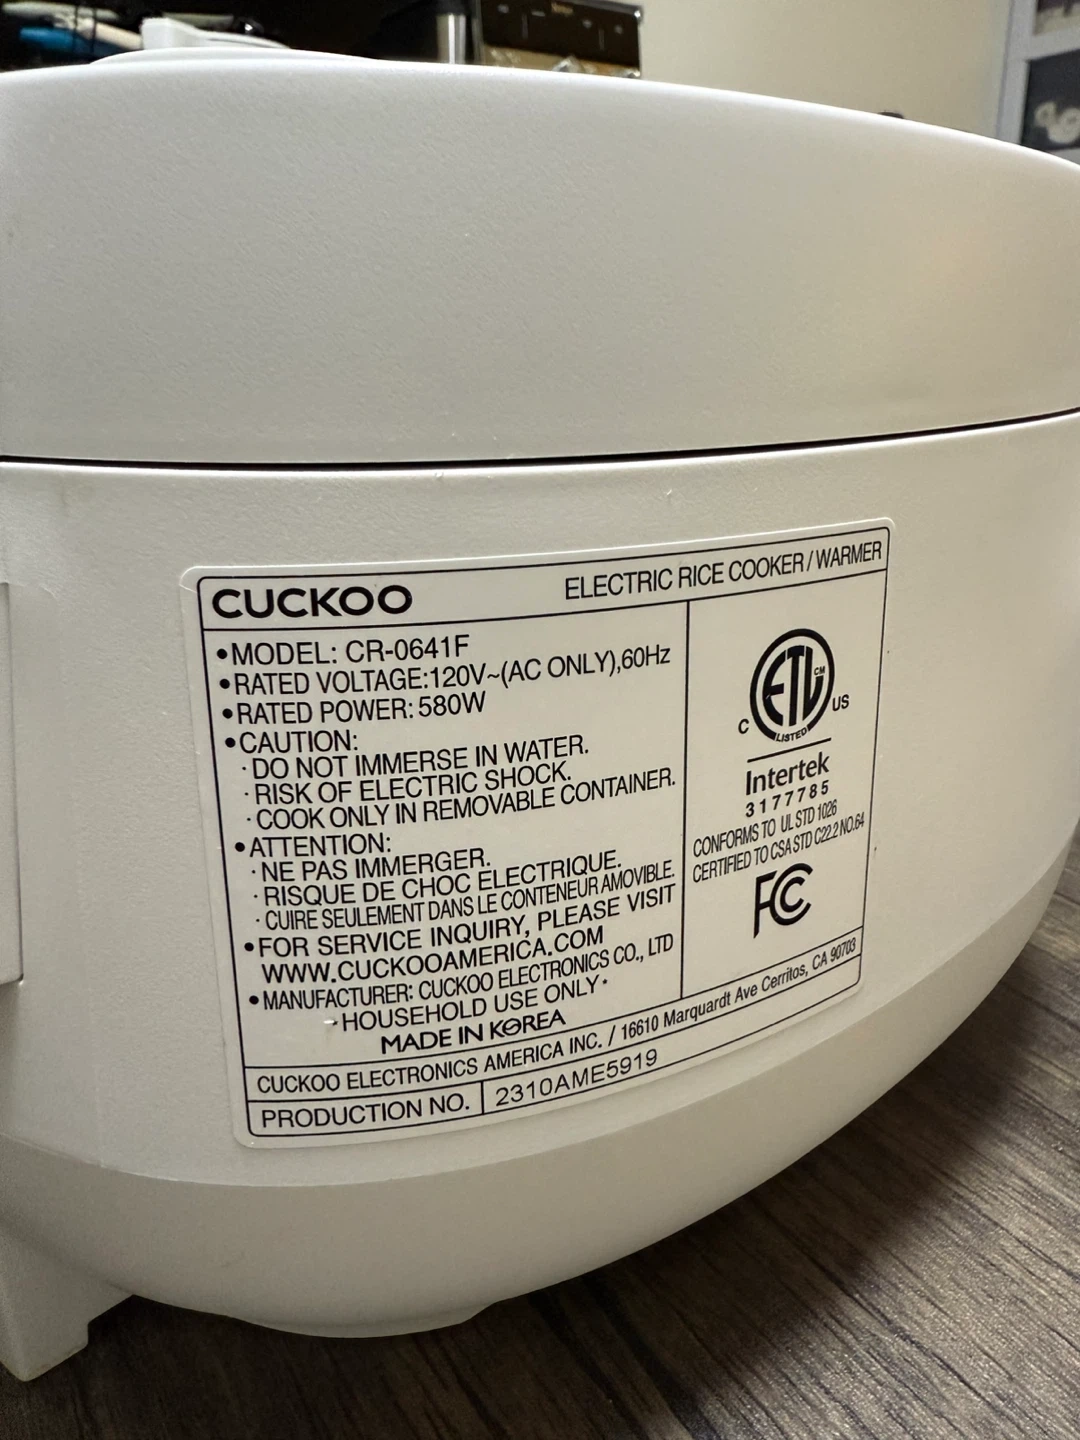 CUCKOO ELECTRIC RICE COOKER / WARMER
•MODEL: CR-0641F
•RATED VOLTAGE:120V~(AC ONLY),60Hz
•RATED POWER: 580W
•CAUTION:
· DO NOT IMMERSE IN WATER.
· RISK OF ELECTRIC SHOCK.
· COOK ONLY IN REMOVABLE CONTAINER.
•ATTENTION:
· NE PAS IMMERGER.
· RISQUE DE CHOC ELECTRIQUE.
· CUIRE SEULEMENT DANS LE CONTENEUR AMOVIBLE.
•FOR SERVICE INQUIRY, PLEASE VISIT
WWW.CUCKOOAMERICA.COM
•MANUFACTURER: CUCKOO ELECTRONICS CO., LTD
·HOUSEHOLD USE ONLY·
MADE IN KOREA
ETL CM
LISTED
C US
Intertek
3177785
CONFORMS TO UL STD 1026
CERTIFIED TO CSA STD C22.2 NO.64
FC
CUCKOO ELECTRONICS AMERICA INC. / 16610 Marquardt Ave Cerritos, CA 90703
PRODUCTION NO. 2310AME5919